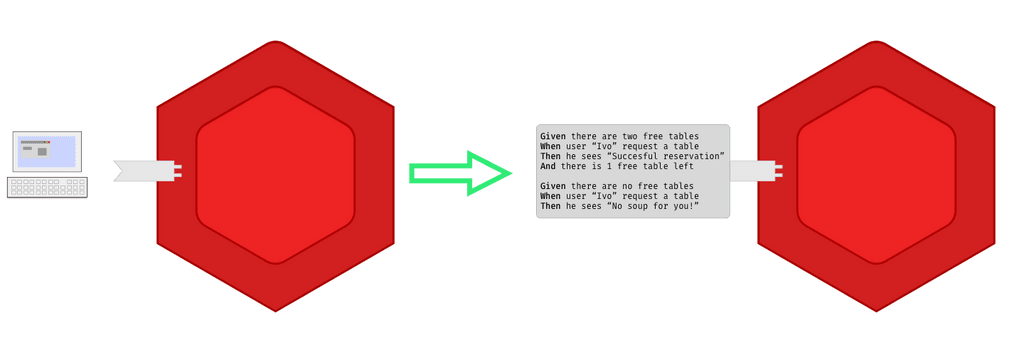 Given there are two free tables
When user “Ivo” request a table
Then he sees “Succesful reservation”
And there is 1 free table left
Given there are no free tables
When user “Ivo” request a table
Then he sees “No soup for you!”